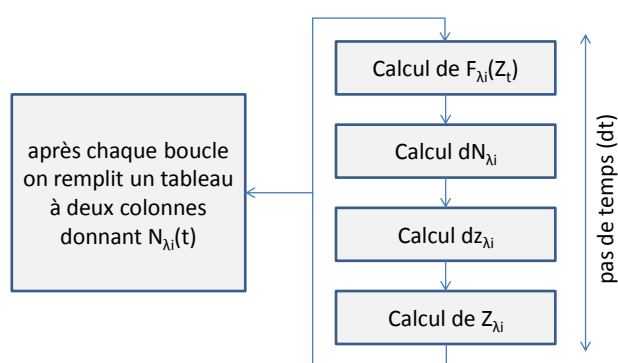 Calcul de Fλi(Zt)
Calcul dNλi
Calcul dzλi
Calcul de Zλi
après chaque boucle
on remplit un tableau
à deux colonnes
donnant Nλi(t)
pas de temps (dt)